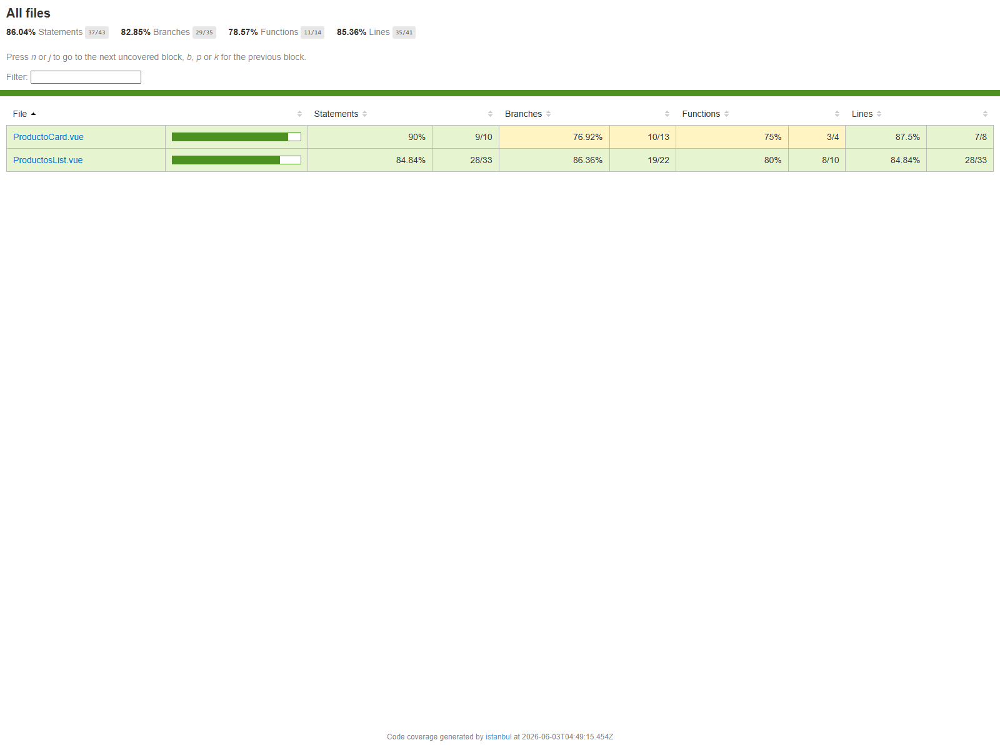 All files
86.04% Statements 37/43 82.85% Branches 29/35 78.57% Functions 11/14 85.36% Lines 35/41
Press n or j to go to the next uncovered block, b, p or k for the previous block.
Filter:
File Statements Branches Functions Lines
ProductoCard.vue 90% 9/10 76.92% 10/13 75% 3/4 87.5% 7/8
ProductosList.vue 84.84% 28/33 86.36% 19/22 80% 8/10 84.84% 28/33
Code coverage generated by istanbul at 2026-06-03T04:49:15.454Z